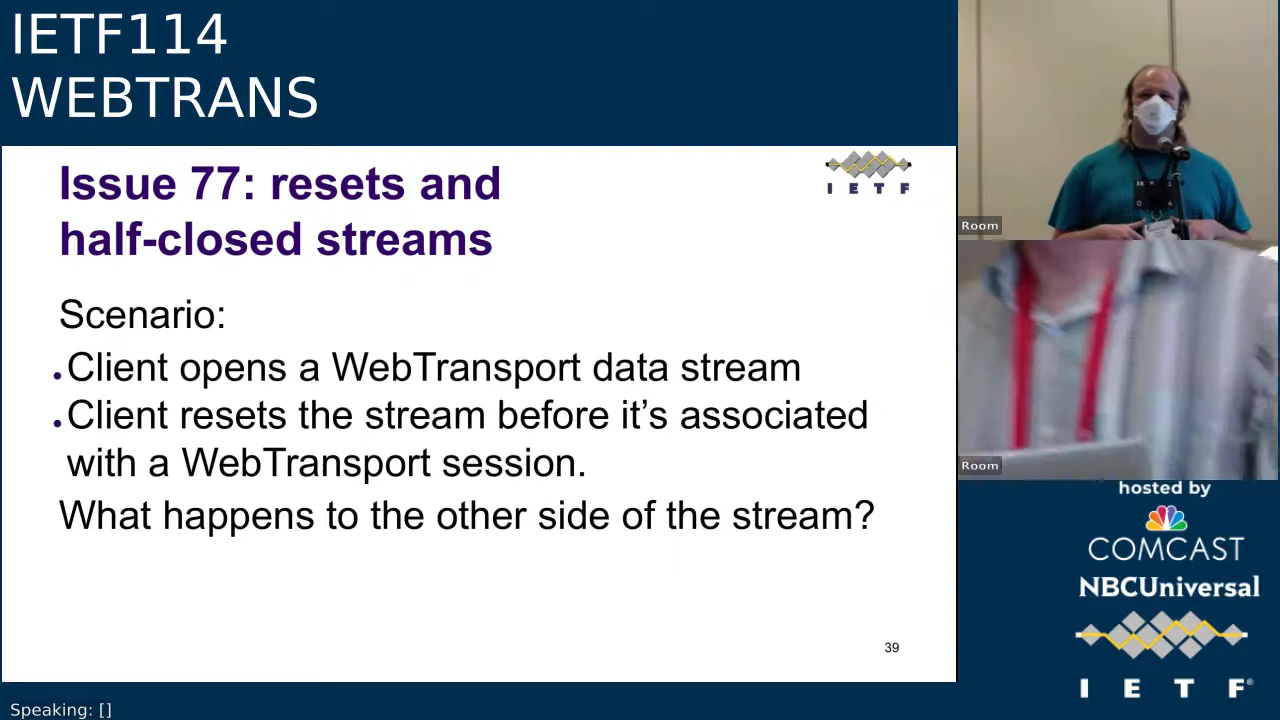 IETF114
WEBTRANS
Issue 77: resets and
half-closed streams
I E T F
Scenario:
•Client opens a WebTransport data stream
•Client resets the stream before it’s associated
with a WebTransport session.
What happens to the other side of the stream?
39
Room
Room
hosted by
COMCAST
NBCUniversal
I E T F®
Speaking: []